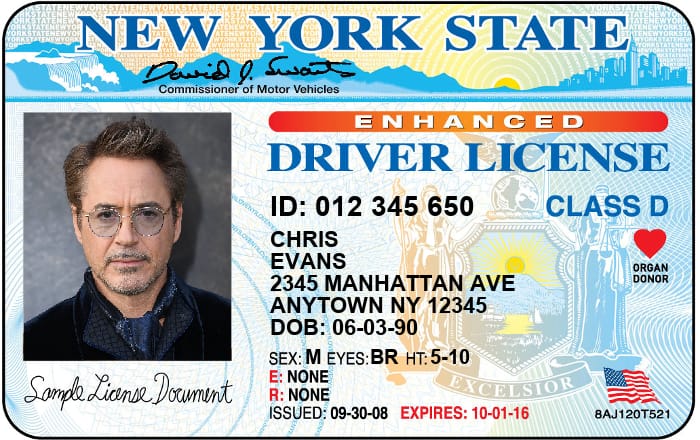 NEW YORK STATE
David J. Swarts
Commissioner of Motor Vehicles
ENHANCED
DRIVER LICENSE
ID: 012 345 650 CLASS D
CHRIS
EVANS
2345 MANHATTAN AVE
ANYTOWN NY 12345
DOB: 06-03-90
ORGAN
DONOR
SEX: M EYES: BR HT: 5-10
E: NONE
R: NONE
ISSUED: 09-30-08 EXPIRES: 10-01-16
EXCELSIOR
8AJ120T521
Sample License Document